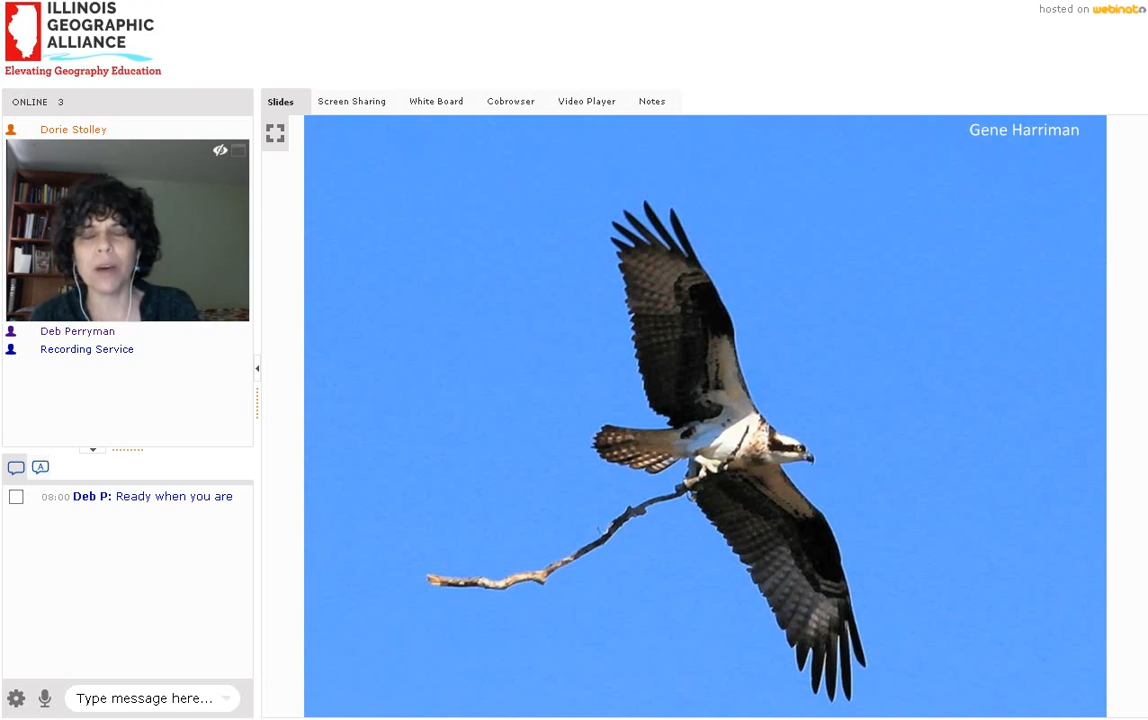 ILLINOIS
GEOGRAPHIC
ALLIANCE
Elevating Geography Education
hosted on webinato
ONLINE 3
Dorie Stolley
Deb Perryman
Recording Service
08:00 Deb P: Ready when you are
Type message here...
Slides
Screen Sharing
White Board
Cobrowser
Video Player
Notes
Gene Harriman
A